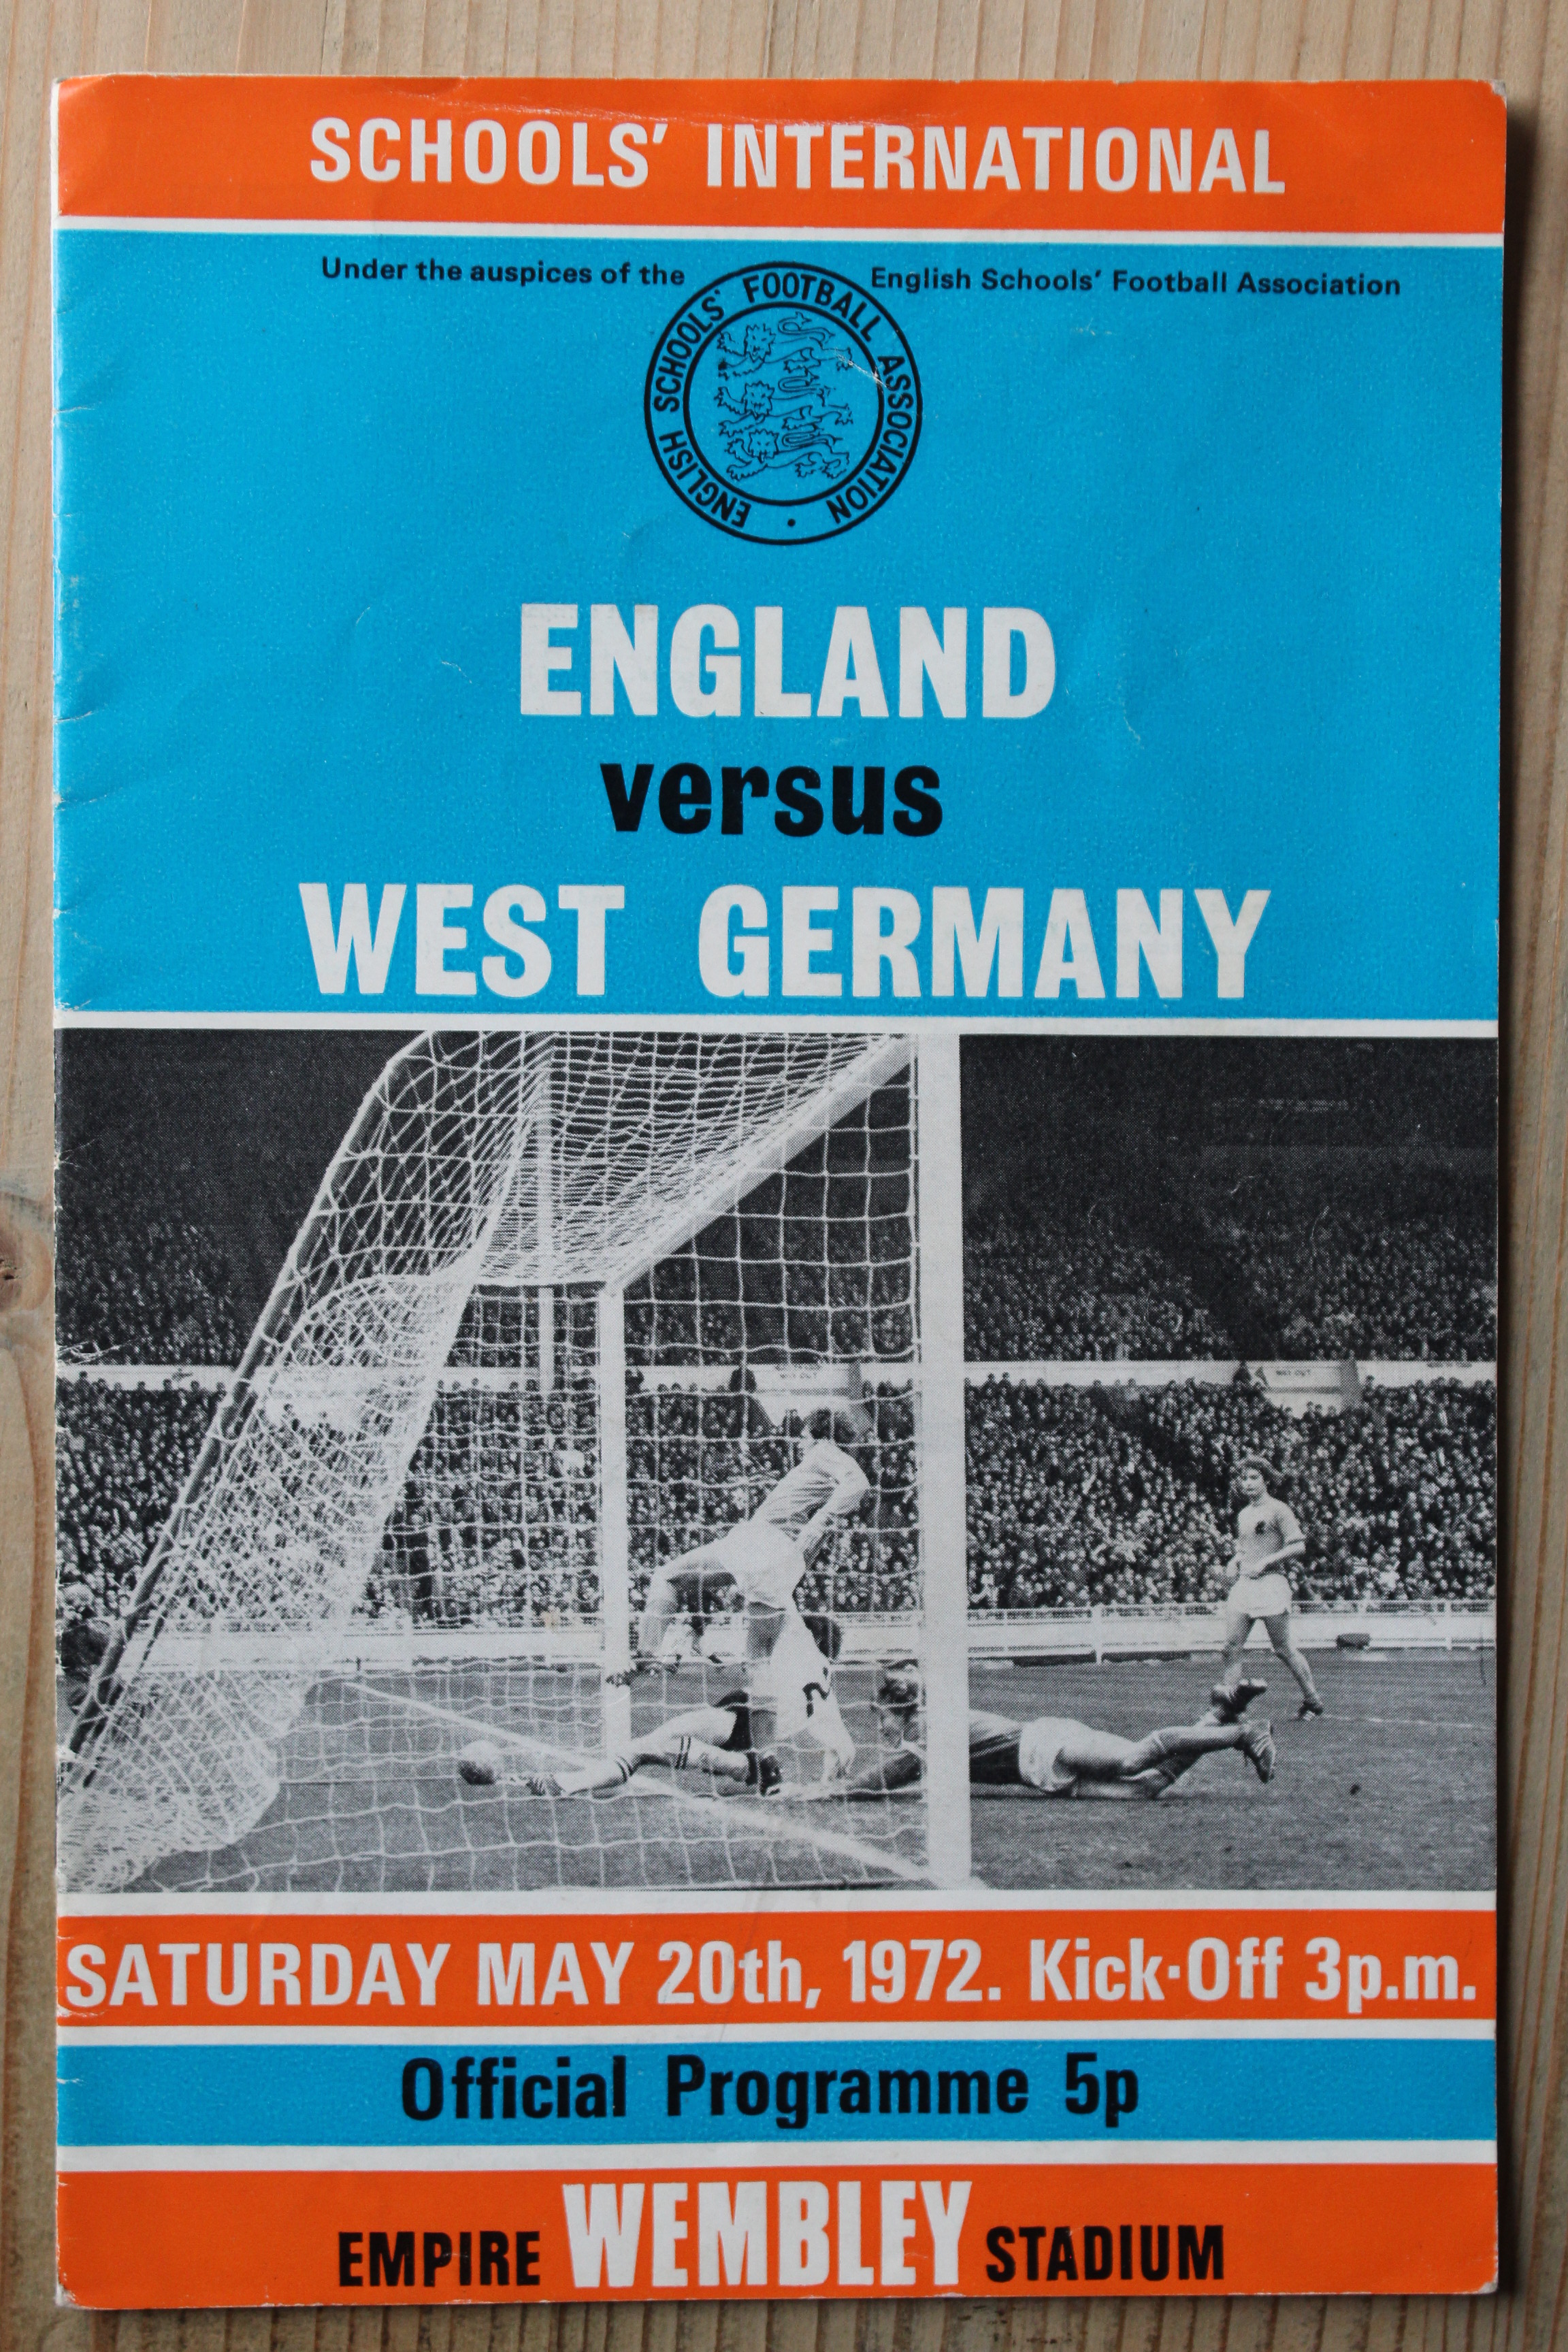 SCHOOLS' INTERNATIONAL
Under the auspices of the English Schools' Football Association
ENGLISH SCHOOLS' FOOTBALL ASSOCIATION
ENGLAND
versus
WEST GERMANY
SATURDAY MAY 20th, 1972. Kick-Off 3p.m.
Official Programme 5p
EMPIRE WEMBLEY STADIUM